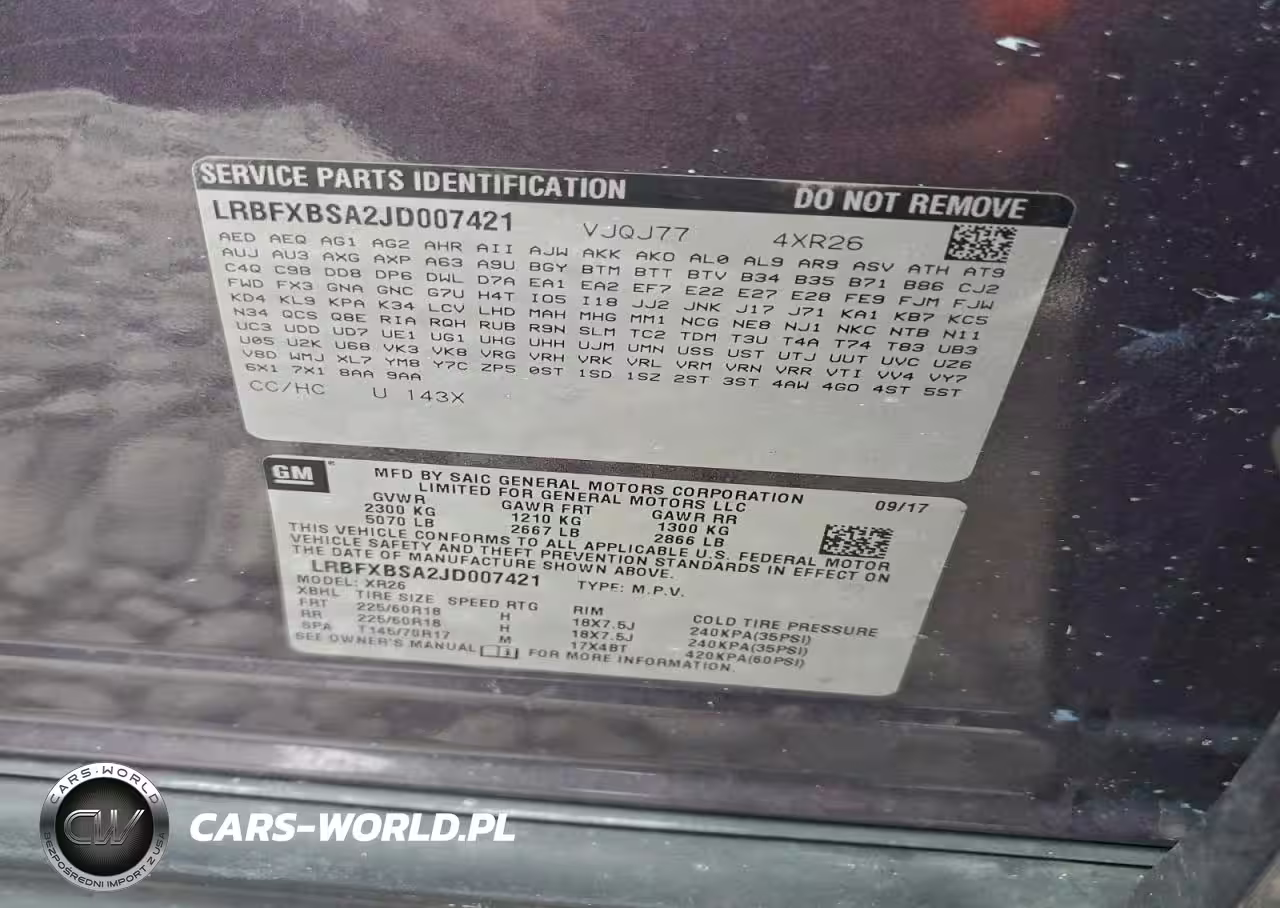 SERVICE PARTS IDENTIFICATION DO NOT REMOVE
LRBFXBSA2JD007421 VJQJ77 4XR26
AED AEQ AG1 AG2 AHR AII AJW AKK AKO AL0 AL9 AR9 ASV ATH AT9
AUJ AU3 AXG AXP A63 A9U BGY BTM BTT BTV B34 B35 B71 B86 CJ2
C4Q C9B DD8 DP6 DWL D7A EA1 EA2 EF7 E22 E27 E28 FE9 FJM FJW
FWD FX3 GNA GNC G7U H4T IO5 I18 JJ2 JNK J17 J71 KA1 KB7 KC5
KD4 KL9 KPA K34 LCV LHD MAH MHG MM1 NCG NE8 NJ1 NKC NTB N11
N34 QCS Q8E RIA RQH RUB R9N SLM TC2 TDM T3U T4A T74 T83 UB3
UC3 UDD UD7 UE1 UG1 UHG UHH UJM UMN USS UST UTJ UUT UVC UZ6
U05 U2K U68 VK3 VK8 VRG VRH VRK VRL VRM VRN VRR VTI VV4 VY7
V8D WMJ XL7 YM8 Y7C ZP5 0ST 1SD 1SZ 2ST 3ST 4AW 4GO 4ST 5ST
6X1 7X1 8AA 9AA
CC/HC U 143X
GM MFD BY SAIC GENERAL MOTORS CORPORATION
LIMITED FOR GENERAL MOTORS LLC 09/17
GVWR GAWR FRT GAWR RR
2300 KG 1210 KG 1300 KG
5070 LB 2667 LB 2866 LB
THIS VEHICLE CONFORMS TO ALL APPLICABLE U.S. FEDERAL MOTOR
VEHICLE SAFETY AND THEFT PREVENTION STANDARDS IN EFFECT ON
THE DATE OF MANUFACTURE SHOWN ABOVE.
LRBFXBSA2JD007421 TYPE: M.P.V.
MODEL: XR26
XBHL TIRE SIZE SPEED RTG RIM COLD TIRE PRESSURE
FRT 225/60R18 H 18X7.5J 240KPA(35PSI)
RR 225/60R18 H 18X7.5J 240KPA(35PSI)
SPA T145/70R17 M 17X4BT 420KPA(60PSI)
SEE OWNER'S MANUAL FOR MORE INFORMATION.
CARS-WORLD
CW
BEZPOŚREDNI IMPORT Z USA
CARS-WORLD.PL